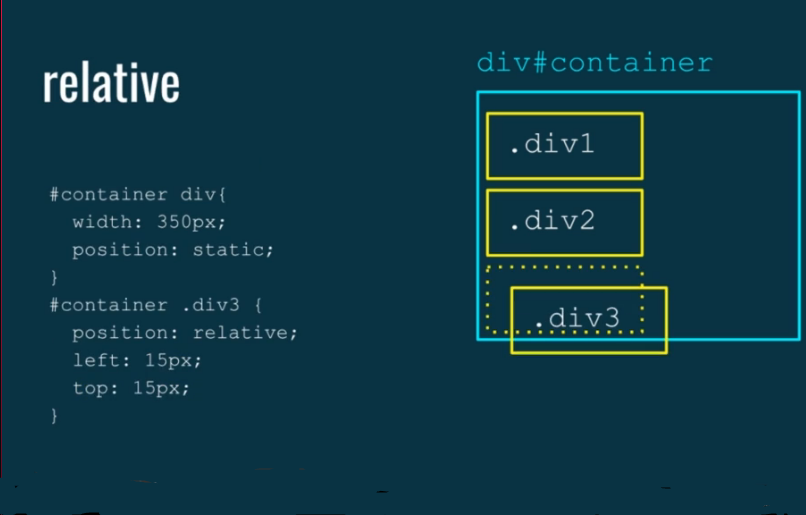 relative
#container div{
width: 350px;
position: static;
}
#container .div3 {
position: relative;
left: 15px;
top: 15px;
}
div#container
.div1
.div2
.div3